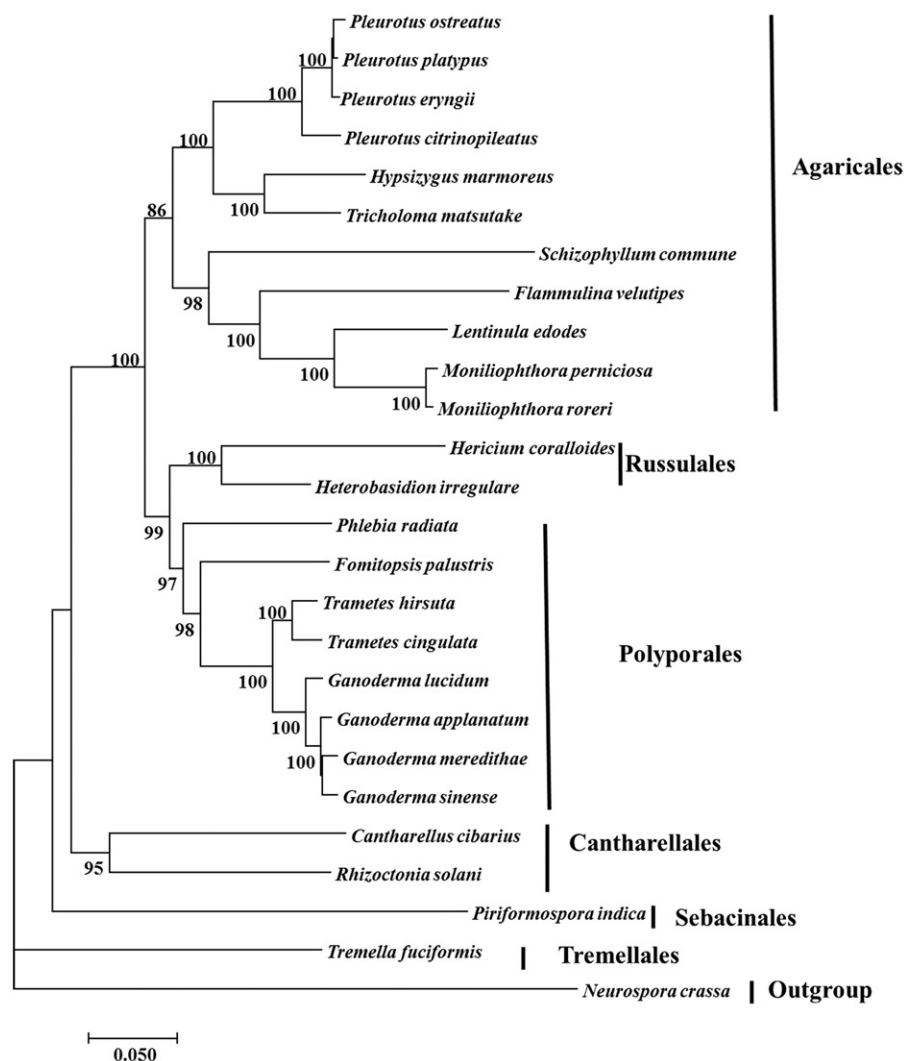 Pleurotus ostreatus
Pleurotus platypus
100
Pleurotus eryngii
100
Pleurotus citrinopileatus
100
Agaricales
Hypsizygus marmoreus
100
Tricholoma matsutake
86
Schizophyllum commune
98
Flammulina velutipes
100
Lentinula edodes
100
100
Moniliophthora perniciosa
100
Moniliophthora roreri
Hericium coralloides
100
Russulales
Heterobasidion irregulare
99
Phlebia radiata
97
Fomitopsis palustris
98
Trametes hirsuta
100
Trametes cingulata
Polyporales
100
Ganoderma lucidum
100
Ganoderma applanatum
100
Ganoderma meredithae
Ganoderma sinense
Cantharellus cibarius
Cantharellales
95
Rhizoctonia solani
Piriformospora indica
Sebacinales
Tremella fuciformis
Tremellales
Neurospora crassa
Outgroup
0.050